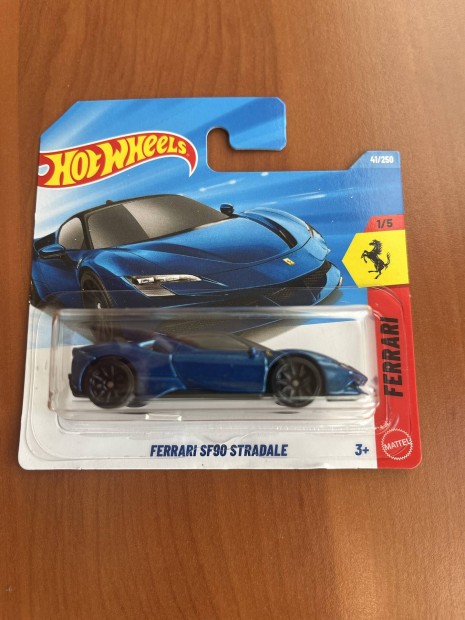 HOT WHEELS
41/250
1/5
FERRARI
FERRARI SF90 STRADALE
3+
MATTEL